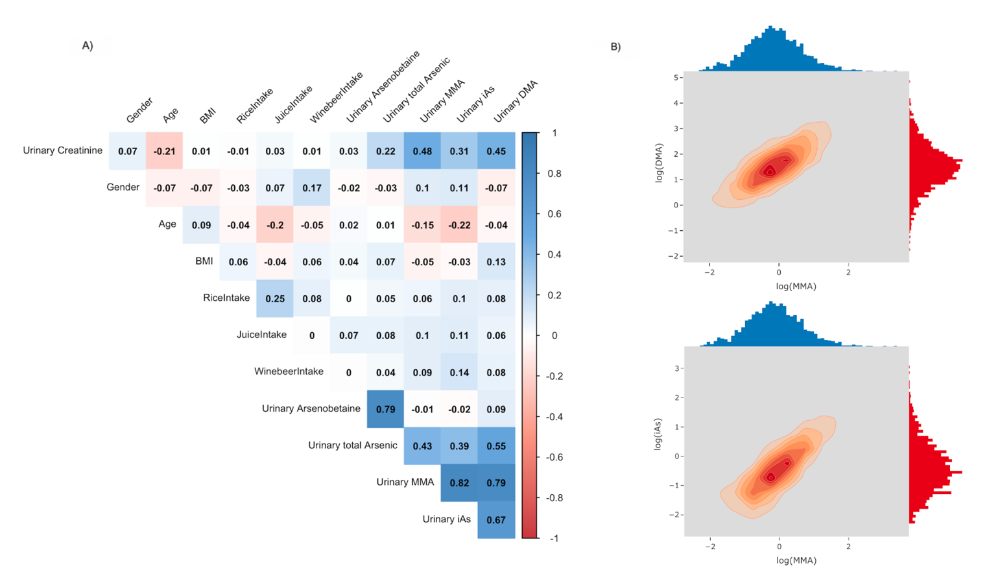 A)
Gender
Age
BMI
RiceIntake
JuiceIntake
WinebeerIntake
Urinary Arsenobetaine
Urinary total Arsenic
Urinary MMA
Urinary iAs
Urinary DMA
Urinary Creatinine 0.07 -0.21 0.01 -0.01 0.03 0.01 0.03 0.22 0.48 0.31 0.45
Gender -0.07 -0.07 -0.03 0.07 0.17 -0.02 -0.03 0.1 0.11 -0.07
Age 0.09 -0.04 -0.2 -0.05 0.02 0.01 -0.15 -0.22 -0.04
BMI 0.06 -0.04 0.06 0.04 0.07 -0.05 -0.03 0.13
RiceIntake 0.25 0.08 0 0.05 0.06 0.1 0.08
JuiceIntake 0 0.07 0.08 0.1 0.11 0.06
WinebeerIntake 0 0.04 0.09 0.14 0.08
Urinary Arsenobetaine 0.79 -0.01 -0.02 0.09
Urinary total Arsenic 0.43 0.39 0.55
Urinary MMA 0.82 0.79
Urinary iAs 0.67
1
0.8
0.6
0.4
0.2
0
-0.2
-0.4
-0.6
-0.8
-1
B)
log(DMA)
5
4
3
2
1
0
−1
−2
−2 0 2
log(MMA)
log(iAs)
3
2
1
0
−1
−2
−2 0 2
log(MMA)